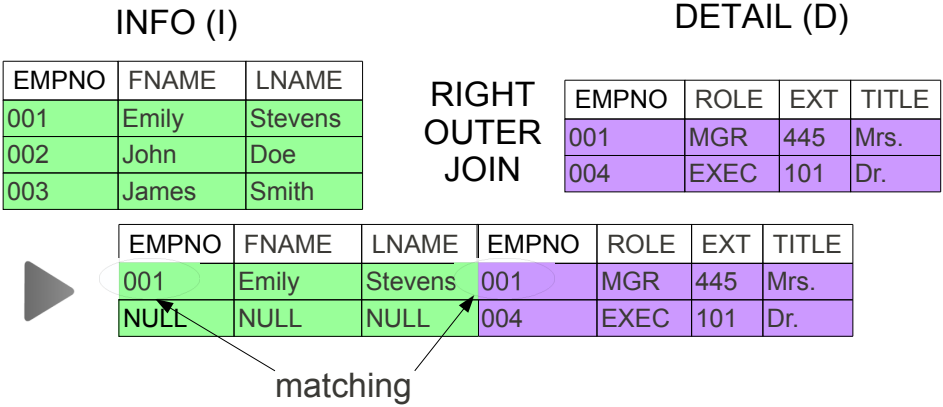 INFO (I)
DETAIL (D)
EMPNO FNAME LNAME
001 Emily Stevens
002 John Doe
003 James Smith
RIGHT
OUTER
JOIN
EMPNO ROLE EXT TITLE
001 MGR 445 Mrs.
004 EXEC 101 Dr.
EMPNO FNAME LNAME EMPNO ROLE EXT TITLE
001 Emily Stevens 001 MGR 445 Mrs.
NULL NULL NULL 004 EXEC 101 Dr.
matching